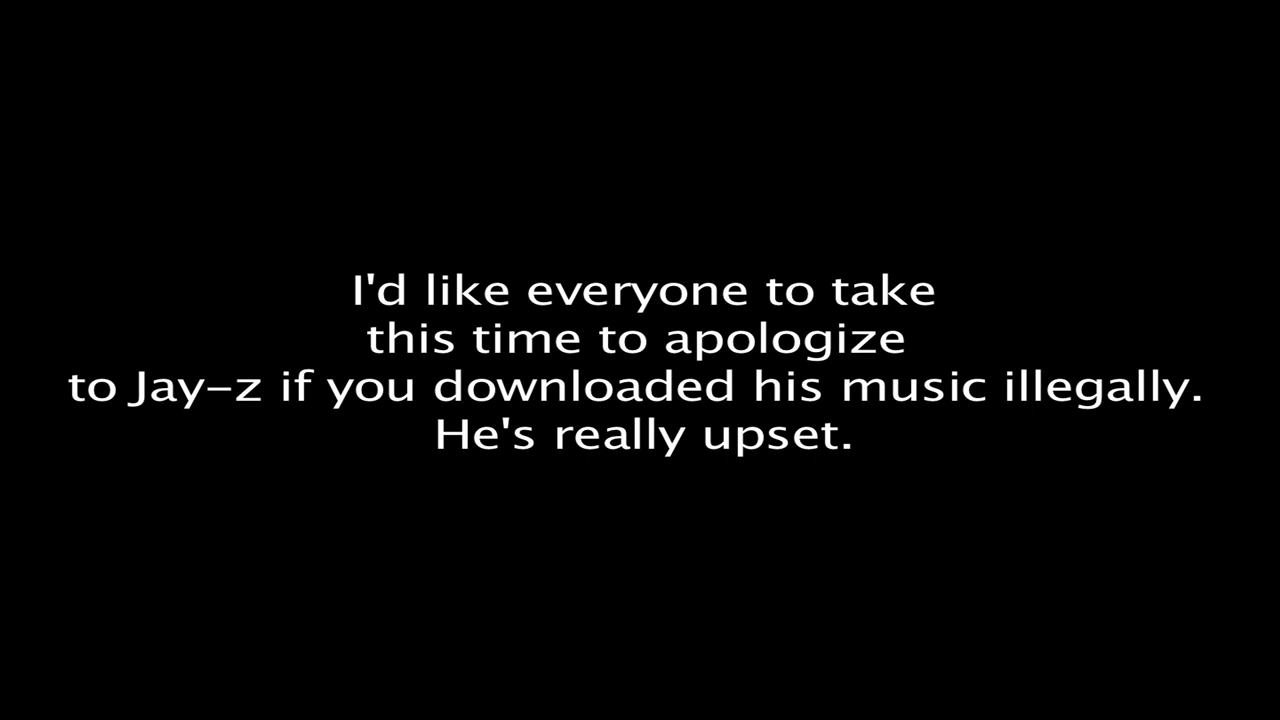 I'd like everyone to take
this time to apologize
to Jay–z if you downloaded his music illegally.
He's really upset.